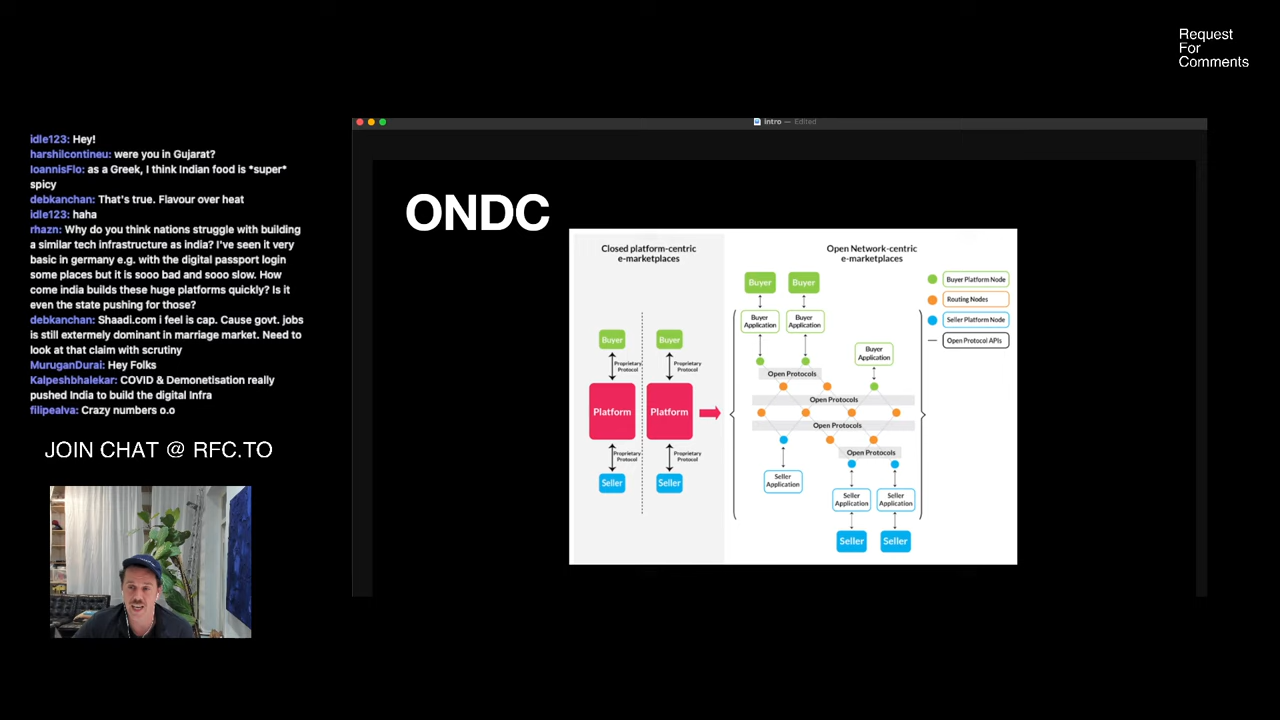 Request
For
Comments
idle123: Hey!
harshilcontineu: were you in Gujarat?
IoannisFlo: as a Greek, I think Indian food is *super*
spicy
debkanchan: That's true. Flavour over heat
idle123: haha
rhazn: Why do you think nations struggle with building
a similar tech infrastructure as india? I've seen it very
basic in germany e.g. with the digital passport login
some places but it is sooo bad and sooo slow. How
come india builds these huge platforms quickly? Is it
even the state pushing for those?
debkanchan: Shaadi.com i feel is cap. Cause govt. jobs
is still extremely prominant in marriage market. Need to
look at that claim with scrutiny
MuruganDurai: Hey Folks
Kalpeshbhalekar: COVID & Demonetisation really
pushed India to build the digital Infra
filipealva: Crazy numbers o.o
JOIN CHAT @ RFC.TO
Intro — Edited
ONDC
Closed platform-centric
e-marketplaces
Buyer
Buyer
Proprietary
Protocol
Proprietary
Protocol
Platform
Platform
Proprietary
Protocol
Proprietary
Protocol
Seller
Seller
Open Network-centric
e-marketplaces
Buyer
Buyer
Buyer
Application
Buyer
Application
Buyer
Application
Open Protocols
Open Protocols
Open Protocols
Open Protocols
Seller
Application
Seller
Application
Seller
Application
Seller
Seller
Buyer Platform Node
Routing Nodes
Seller Platform Node
Open Protocol APIs